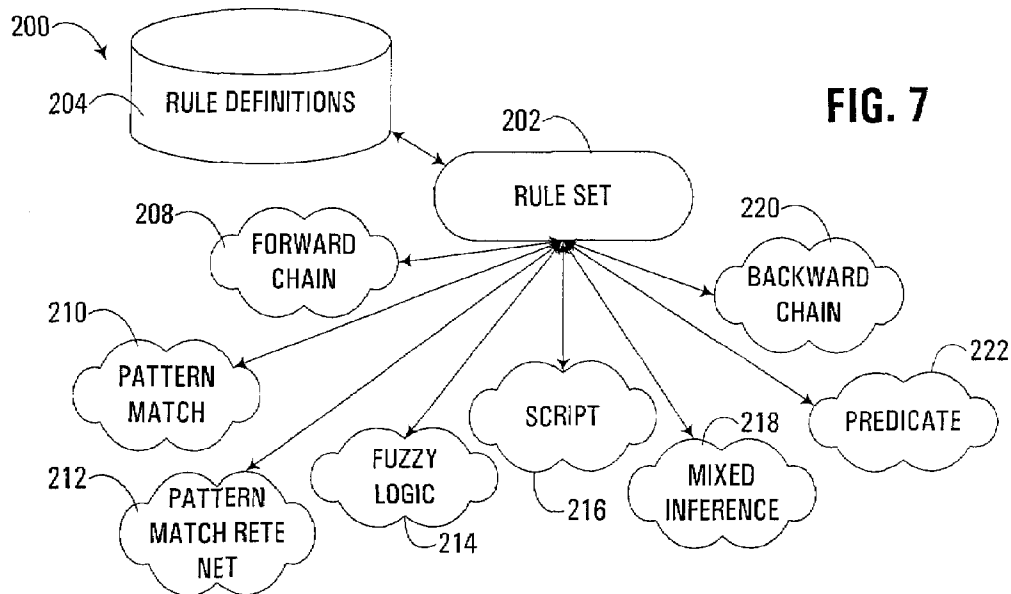 200
204
RULE DEFINITIONS
202
FIG. 7
RULE SET
208
FORWARD
CHAIN
220
BACKWARD
CHAIN
210
PATTERN
MATCH
222
PREDICATE
SCRIPT
218
MIXED
INFERENCE
FUZZY
LOGIC
216
214
212
PATTERN
MATCH RETE
NET